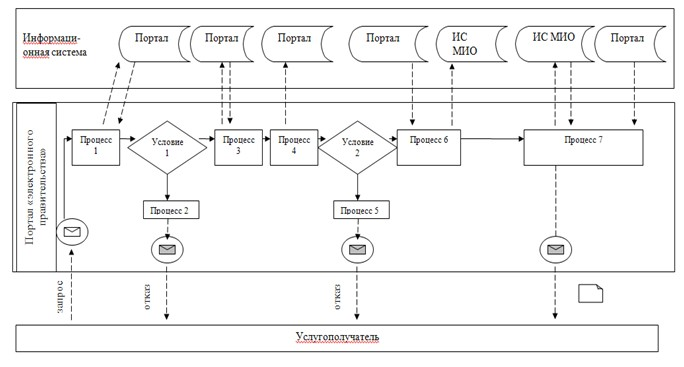 Информаци-
онная система
Портал
Портал
Портал
Портал
ИС
МИО
ИС МИО
Портал
Портал «электронного
правительства»
Процесс
1
Условие
1
Процесс
3
Процесс
4
Условие
2
Процесс 6
Процесс 7
Процесс 2
Процесс 5
запрос
отказ
отказ
Услугополучатель